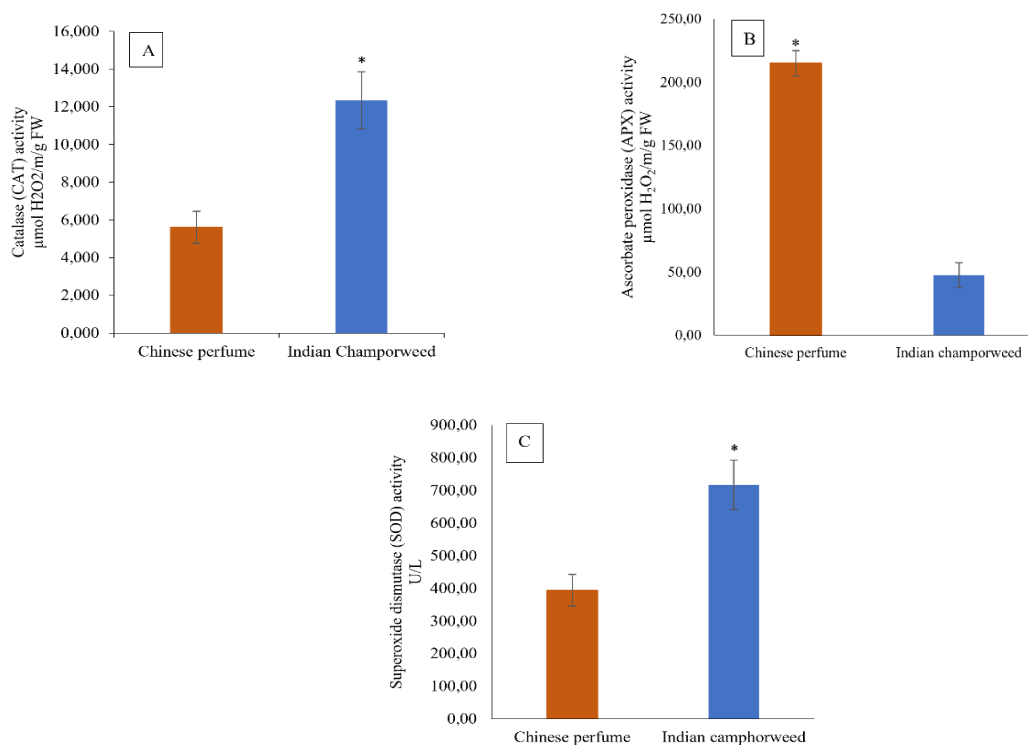 A
Catalase (CAT) activity
µmol H2O2/m/g FW
16,000
14,000
12,000
10,000
8,000
6,000
4,000
2,000
0,000
*
Chinese perfume
Indian Champorweed
B
Ascorbate peroxidase (APX) activity
µmol H₂O₂/m/g FW
250,00
200,00
150,00
100,00
50,00
0,00
*
Chinese perfume
Indian champorweed
C
Superoxide dismutase (SOD) activity
U/L
900,00
800,00
700,00
600,00
500,00
400,00
300,00
200,00
100,00
0,00
*
Chinese perfume
Indian camphorweed